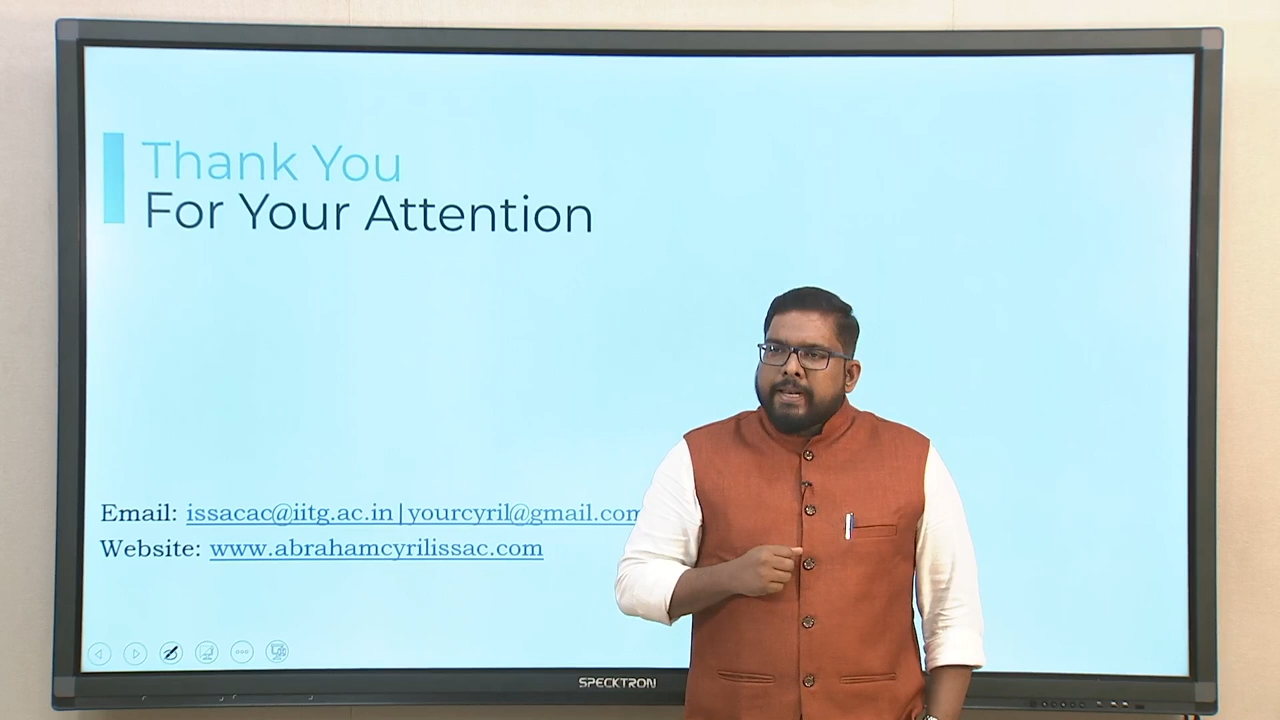 Thank You
For Your Attention
Email: issacac@iitg.ac.in|yourcyril@gmail.com
Website: www.abrahamcyrilissac.com
SPECKTRON